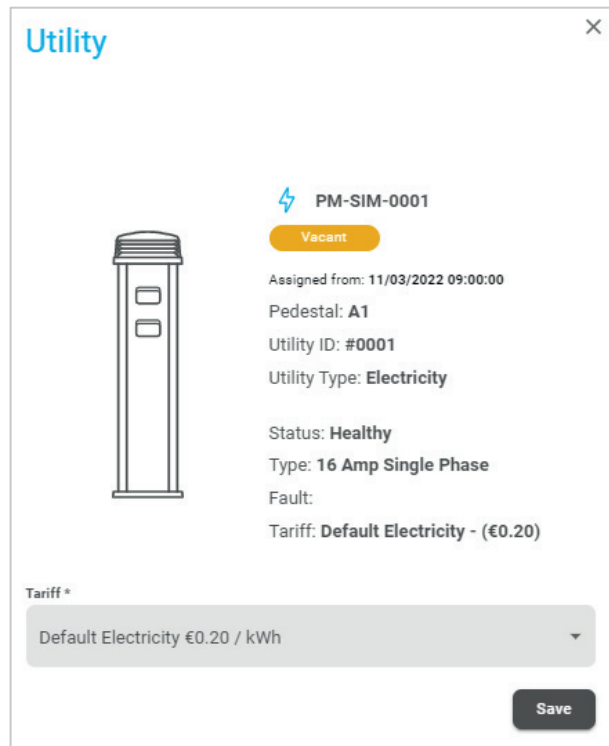 Utility
PM-SIM-0001
Vacant
Assigned from: 11/03/2022 09:00:00
Pedestal: A1
Utility ID: #0001
Utility Type: Electricity
Status: Healthy
Type: 16 Amp Single Phase
Fault:
Tariff: Default Electricity - (€0.20)
Tariff *
Default Electricity €0.20 / kWh
Save